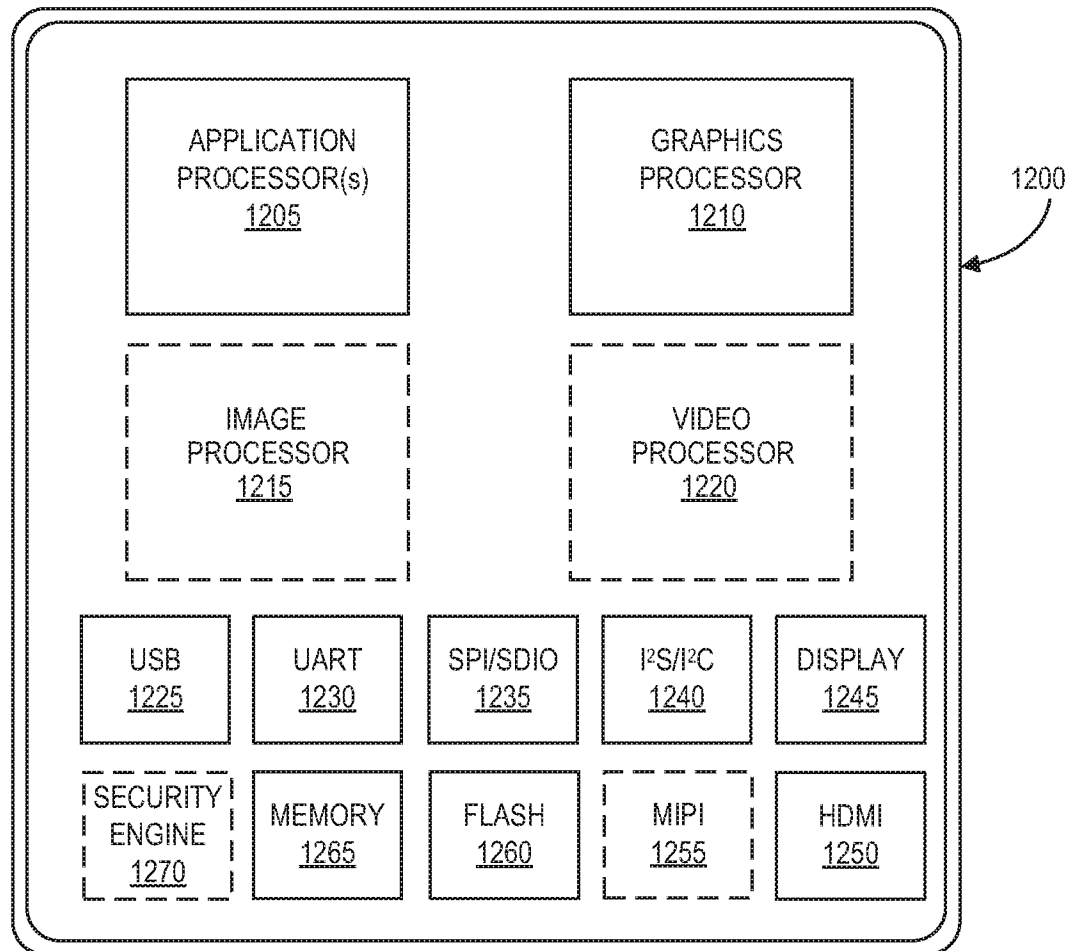 APPLICATION
PROCESSOR(s)
1205
GRAPHICS
PROCESSOR
1210
1200
IMAGE
PROCESSOR
1215
VIDEO
PROCESSOR
1220
USB
1225
UART
1230
SPI/SDIO
1235
I²S/I²C
1240
DISPLAY
1245
SECURITY
ENGINE
1270
MEMORY
1265
FLASH
1260
MIPI
1255
HDMI
1250